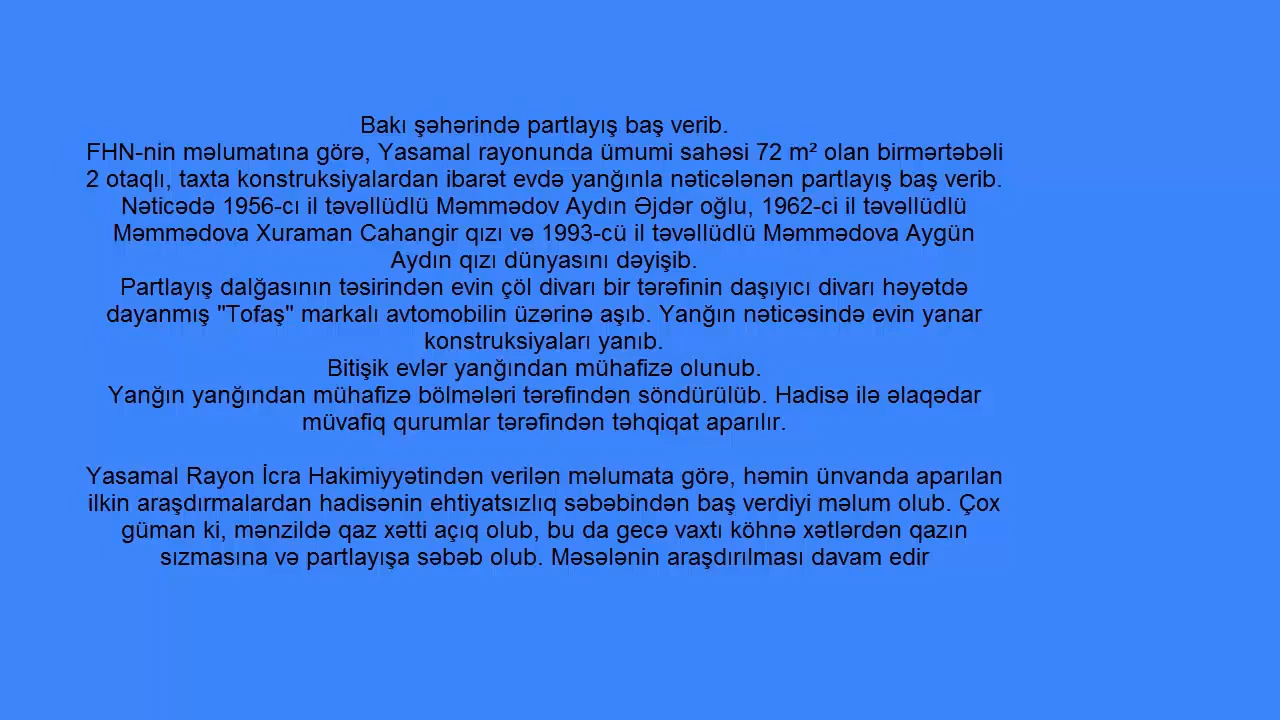 Bakı şəhərində partlayış baş verib.
FHN-nin məlumatına görə, Yasamal rayonunda ümumi sahəsi 72 m² olan birmərtəbəli
2 otaqlı, taxta konstruksiyalardan ibarət evdə yanğınla nəticələnən partlayış baş verib.
Nəticədə 1956-cı il təvəllüdlü Məmmədov Aydın Əjdər oğlu, 1962-ci il təvəllüdlü
Məmmədova Xuraman Cahangir qızı və 1993-cü il təvəllüdlü Məmmədova Aygün
Aydın qızı dünyasını dəyişib.
Partlayış dalğasının təsirindən evin çöl divarı bir tərəfinin daşıyıcı divarı həyətdə
dayanmış "Tofaş" markalı avtomobilin üzərinə aşıb. Yanğın nəticəsində evin yanar
konstruksiyaları yanıb.
Bitişik evlər yanğından mühafizə olunub.
Yanğın yanğından mühafizə bölmələri tərəfindən söndürülüb. Hadisə ilə əlaqədar
müvafiq qurumlar tərəfindən təhqiqat aparılır.
Yasamal Rayon İcra Hakimiyyətindən verilən məlumata görə, həmin ünvanda aparılan
ilkin araşdırmalardan hadisənin ehtiyatsızlıq səbəbindən baş verdiyi məlum olub. Çox
güman ki, mənzildə qaz xətti açıq olub, bu da gecə vaxtı köhnə xətlərdən qazın
sızmasına və partlayışa səbəb olub. Məsələnin araşdırılması davam edir